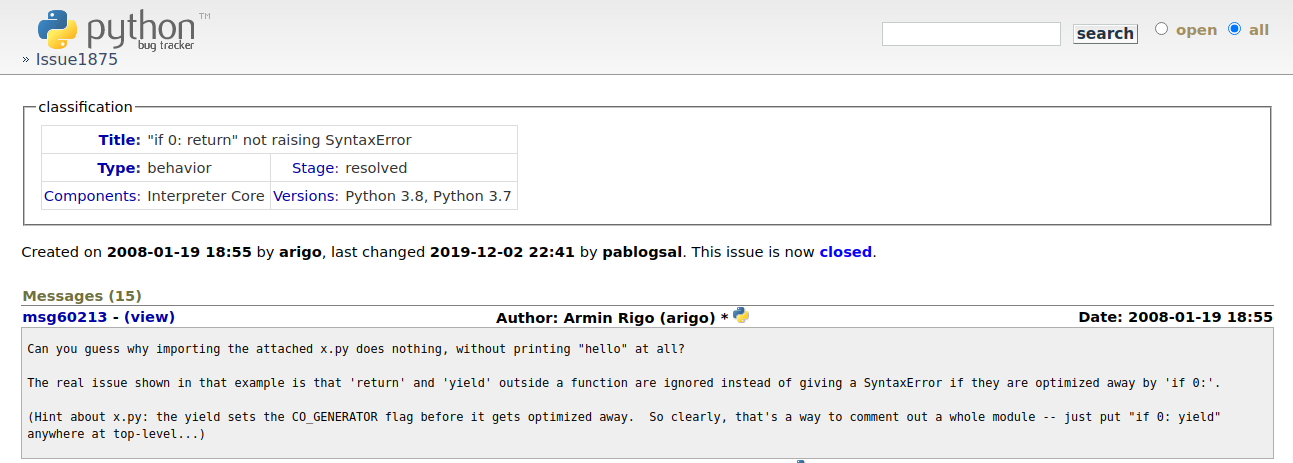 python™
bug tracker
» Issue1875
search open all
classification
Title: "if 0: return" not raising SyntaxError
Type: behavior Stage: resolved
Components: Interpreter Core Versions: Python 3.8, Python 3.7
Created on 2008-01-19 18:55 by arigo, last changed 2019-12-02 22:41 by pablogsal. This issue is now closed.
Messages (15)
msg60213 - (view) Author: Armin Rigo (arigo) * Date: 2008-01-19 18:55
Can you guess why importing the attached x.py does nothing, without printing "hello" at all?
The real issue shown in that example is that 'return' and 'yield' outside a function are ignored instead of giving a SyntaxError if they are optimized away by 'if 0:'.
(Hint about x.py: the yield sets the CO_GENERATOR flag before it gets optimized away.  So clearly, that's a way to comment out a whole module -- just put "if 0: yield"
anywhere at top-level...)